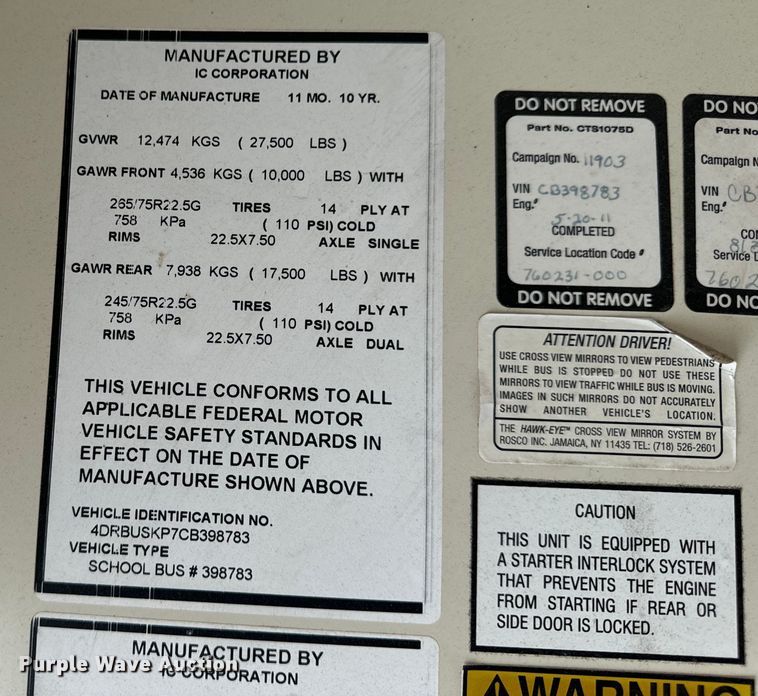 MANUFACTURED BY
IC CORPORATION
DATE OF MANUFACTURE 11 MO. 10 YR.
GVWR 12,474 KGS ( 27,500 LBS )
GAWR FRONT 4,536 KGS ( 10,000 LBS ) WITH
265/75R22.5G TIRES 14 PLY AT
758 KPa ( 110 PSI) COLD
RIMS 22.5X7.50 AXLE SINGLE
GAWR REAR 7,938 KGS ( 17,500 LBS ) WITH
245/75R22.5G TIRES 14 PLY AT
758 KPa ( 110 PSI) COLD
RIMS 22.5X7.50 AXLE DUAL
THIS VEHICLE CONFORMS TO ALL
APPLICABLE FEDERAL MOTOR
VEHICLE SAFETY STANDARDS IN
EFFECT ON THE DATE OF
MANUFACTURE SHOWN ABOVE.
VEHICLE IDENTIFICATION NO.
4DRBUSKP7CB398783
VEHICLE TYPE
SCHOOL BUS # 398783
MANUFACTURED BY
IC CORPORATION
Purple Wave Auction
DO NOT REMOVE
Part No. CTS1075D
Campaign No. 11903
VIN CB398783
Eng.#
5-20-11
COMPLETED
Service Location Code #
760231-000
DO NOT REMOVE
DO NO
Part No
Campaign N
VIN CB
Eng.#
CO
Service L
7602
DO NO
ATTENTION DRIVER!
USE CROSS VIEW MIRRORS TO VIEW PEDESTRIANS
WHILE BUS IS STOPPED DO NOT USE THESE
MIRRORS TO VIEW TRAFFIC WHILE BUS IS MOVING.
IMAGES IN SUCH MIRRORS DO NOT ACCURATELY
SHOW ANOTHER VEHICLE'S LOCATION.
THE HAWK-EYE™ CROSS VIEW MIRROR SYSTEM BY
ROSCO INC. JAMAICA, NY 11435 TEL: (718) 526-2601
CAUTION
THIS UNIT IS EQUIPPED WITH
A STARTER INTERLOCK SYSTEM
THAT PREVENTS THE ENGINE
FROM STARTING IF REAR OR
SIDE DOOR IS LOCKED.
WARNING